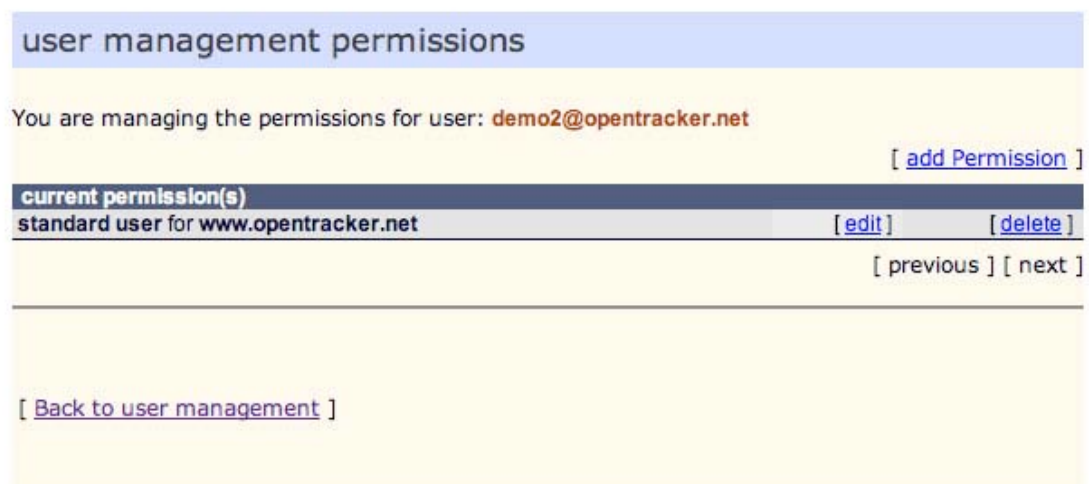 user management permissions
You are managing the permissions for user: demo2@opentracker.net
[ add Permission ]
current permission(s)
standard user for www.opentracker.net [ edit ] [ delete ]
[ previous ] [ next ]
[ Back to user management ]